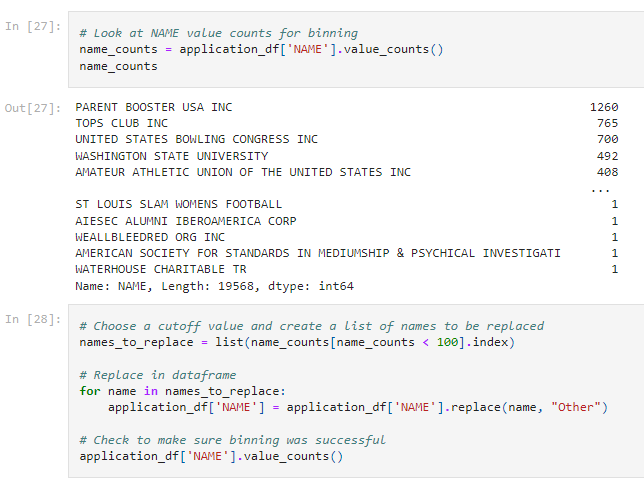 In [27]:
# Look at NAME value counts for binning
name_counts = application_df['NAME'].value_counts()
name_counts
Out[27]:
PARENT BOOSTER USA INC 1260
TOPS CLUB INC 765
UNITED STATES BOWLING CONGRESS INC 700
WASHINGTON STATE UNIVERSITY 492
AMATEUR ATHLETIC UNION OF THE UNITED STATES INC 408
...
ST LOUIS SLAM WOMENS FOOTBALL 1
AIESEC ALUMNI IBEROAMERICA CORP 1
WEALLBLEEDRED ORG INC 1
AMERICAN SOCIETY FOR STANDARDS IN MEDIUMSHIP & PSYCHICAL INVESTIGATI 1
WATERHOUSE CHARITABLE TR 1
Name: NAME, Length: 19568, dtype: int64
In [28]:
# Choose a cutoff value and create a list of names to be replaced
names_to_replace = list(name_counts[name_counts < 100].index)
# Replace in dataframe
for name in names_to_replace:
    application_df['NAME'] = application_df['NAME'].replace(name, "Other")
# Check to make sure binning was successful
application_df['NAME'].value_counts()